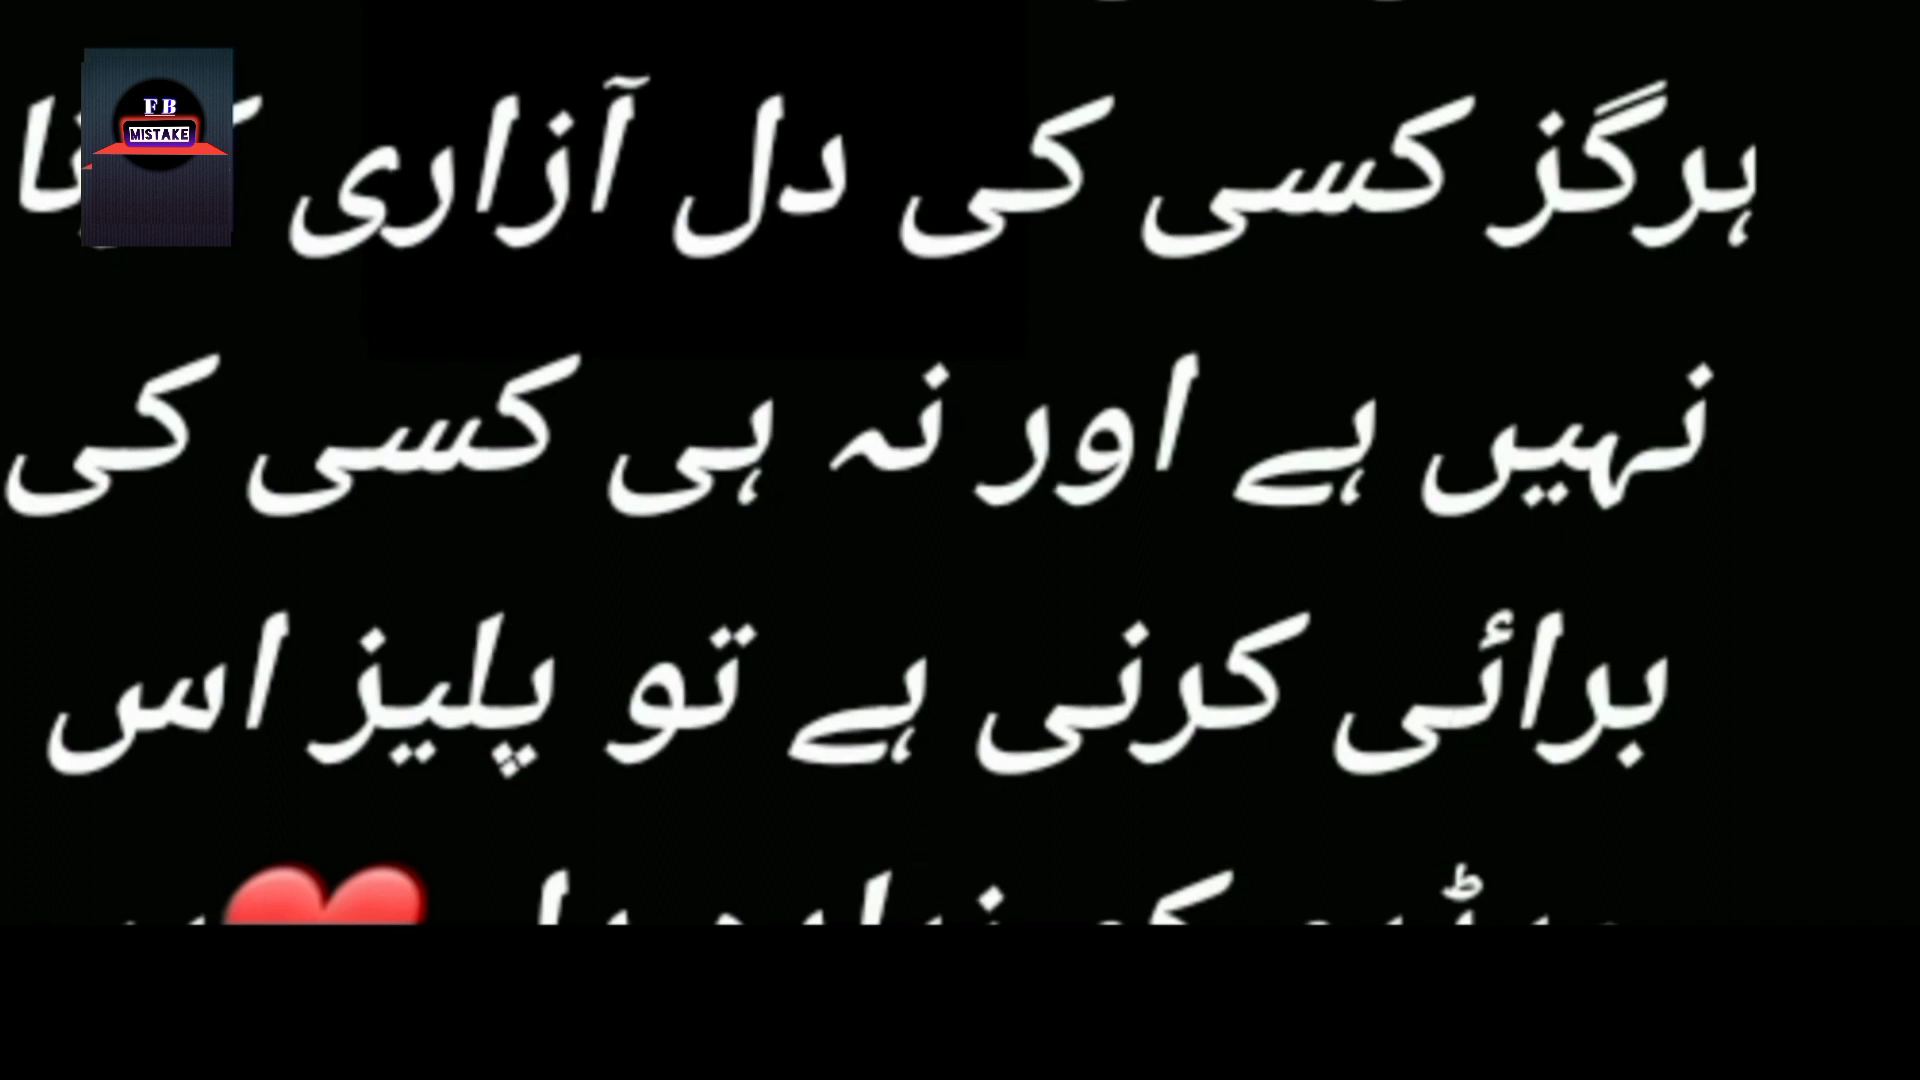 FB
MISTAKE
ہرگز کسی کی دل آزاری
نہیں ہے اور نہ ہی کسی کی
برائی کرنی ہے تو پلیز اس